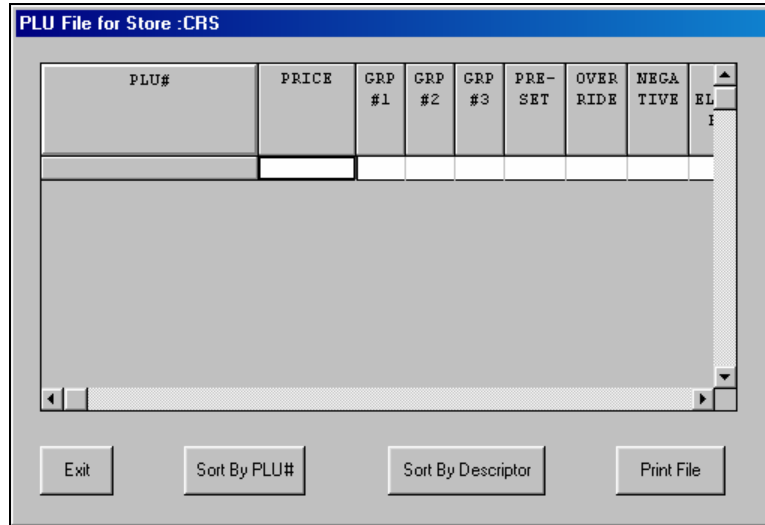 PLU File for Store :CRS
PLU# PRICE GRP GRP GRP PRE- OVER NEGA
#1 #2 #3 SET RIDE TIVE EL
Exit Sort By PLU# Sort By Descriptor Print File